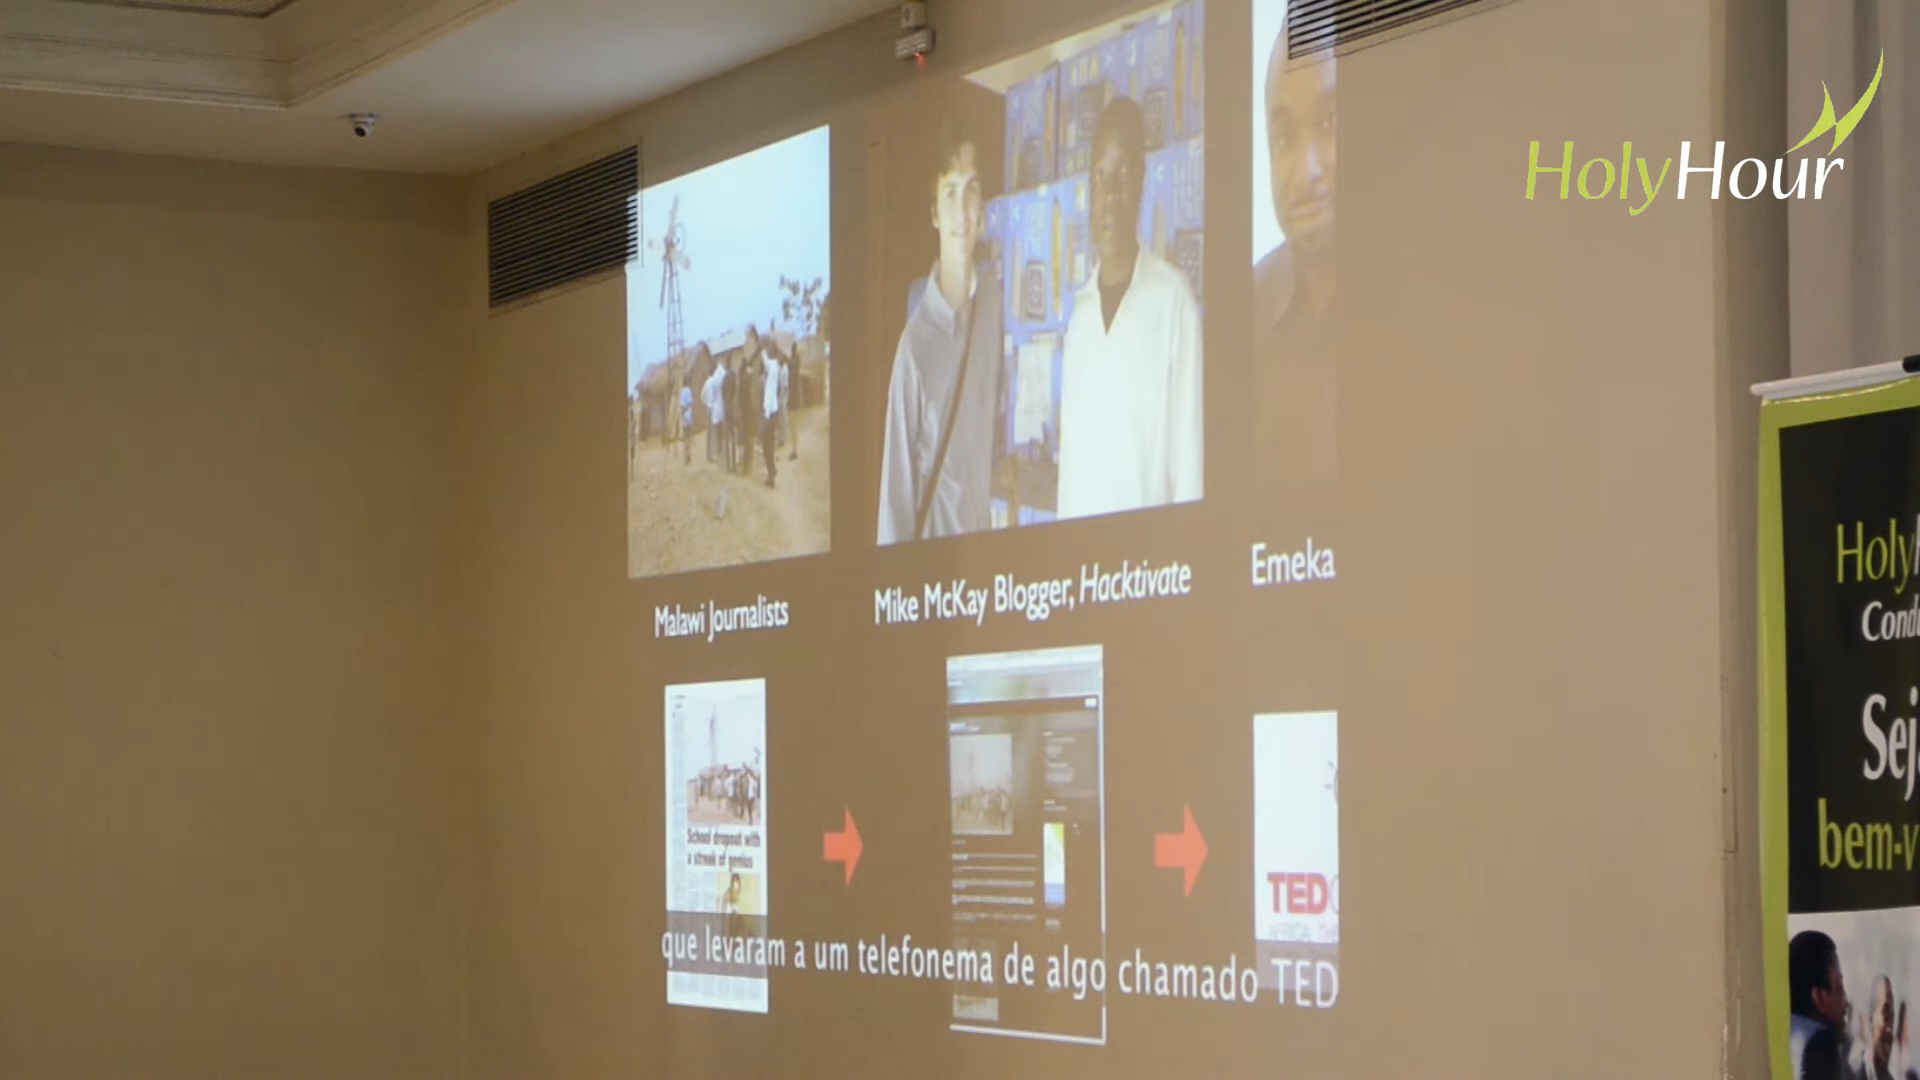 HolyHour
Malawi Journalists
Mike McKay Blogger, Hacktivate
Emeka
School dropout with
a streak of genius
TED
que levaram a um telefonema de algo chamado TED
Holy
Cond
Sej
bem-v